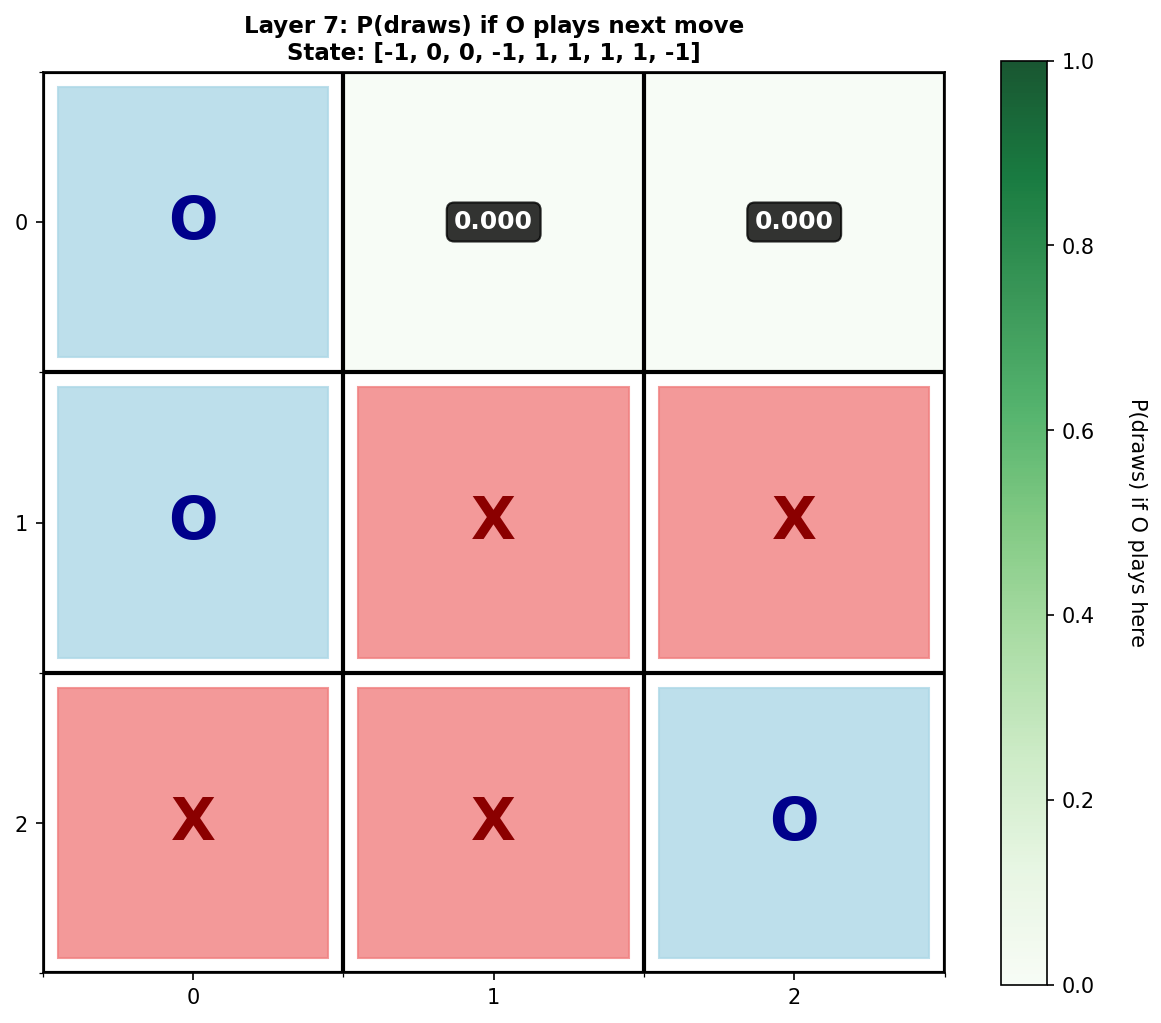 Layer 7: P(draws) if O plays next move
State: [-1, 0, 0, -1, 1, 1, 1, 1, -1]
0
O
0.000
0.000
1
O
X
X
2
X
X
O
0
1
2
1.0
0.8
0.6
0.4
0.2
0.0
P(draws) if O plays here